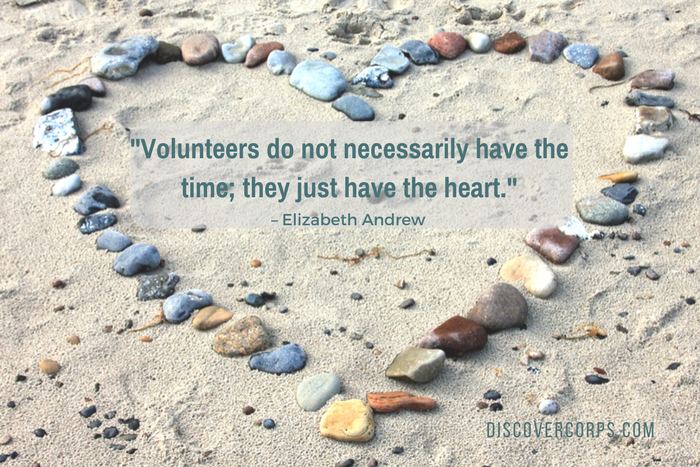 "Volunteers do not necessarily have the
time; they just have the heart."
– Elizabeth Andrew
DISCOVERCORPS.COM